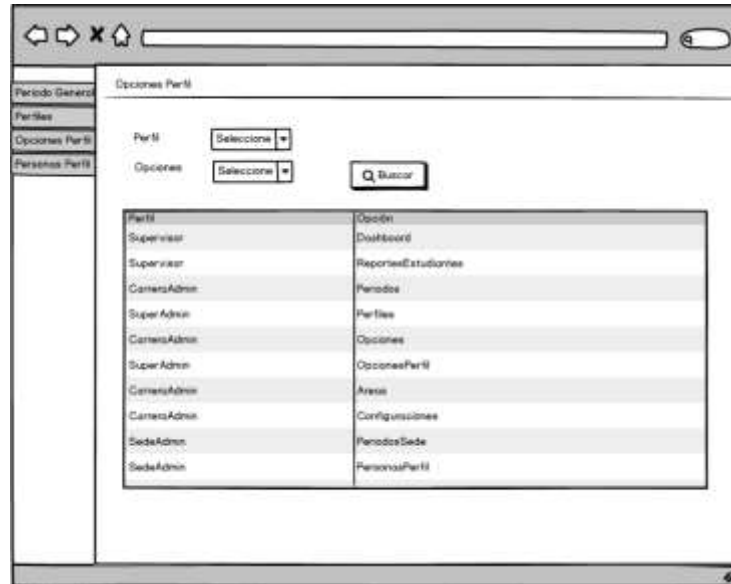 Periodo General
Perfiles
Opciones Perfil
Personas Perfil
Opciones Perfil
Perfil Seleccione
Opciones Seleccione Buscar
Perfil Opción
Supervisor Dashboard
Supervisor ReportesEstudiantes
CarreraAdmin Periodos
SuperAdmin Perfiles
CarreraAdmin Opciones
SuperAdmin OpcionesPerfil
CarreraAdmin Areas
CarreraAdmin Configuraciones
SedeAdmin PeriodosSede
SedeAdmin PersonasPerfil